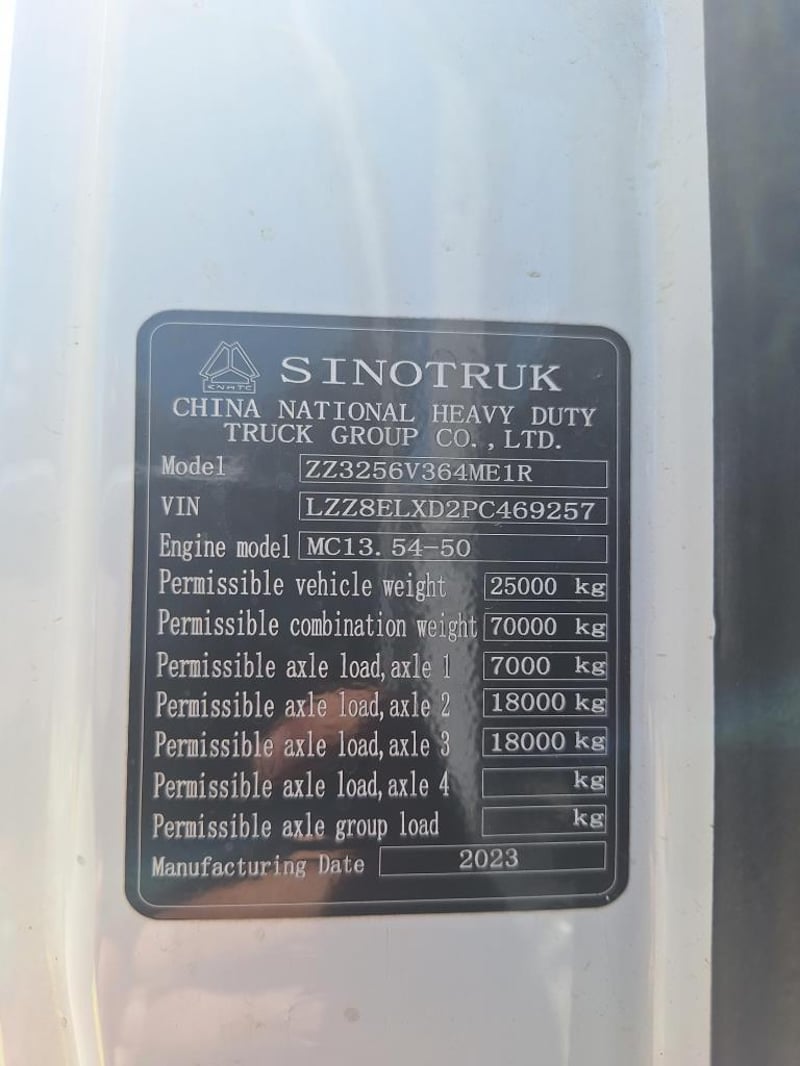 CNHTC
SINOTRUK
CHINA NATIONAL HEAVY DUTY
TRUCK GROUP CO., LTD.
Model ZZ3256V364ME1R
VIN LZZ8ELXD2PC469257
Engine model MC13.54-50
Permissible vehicle weight 25000 kg
Permissible combination weight 70000 kg
Permissible axle load,axle 1 7000 kg
Permissible axle load,axle 2 18000 kg
Permissible axle load,axle 3 18000 kg
Permissible axle load,axle 4 kg
Permissible axle group load kg
Manufacturing Date 2023